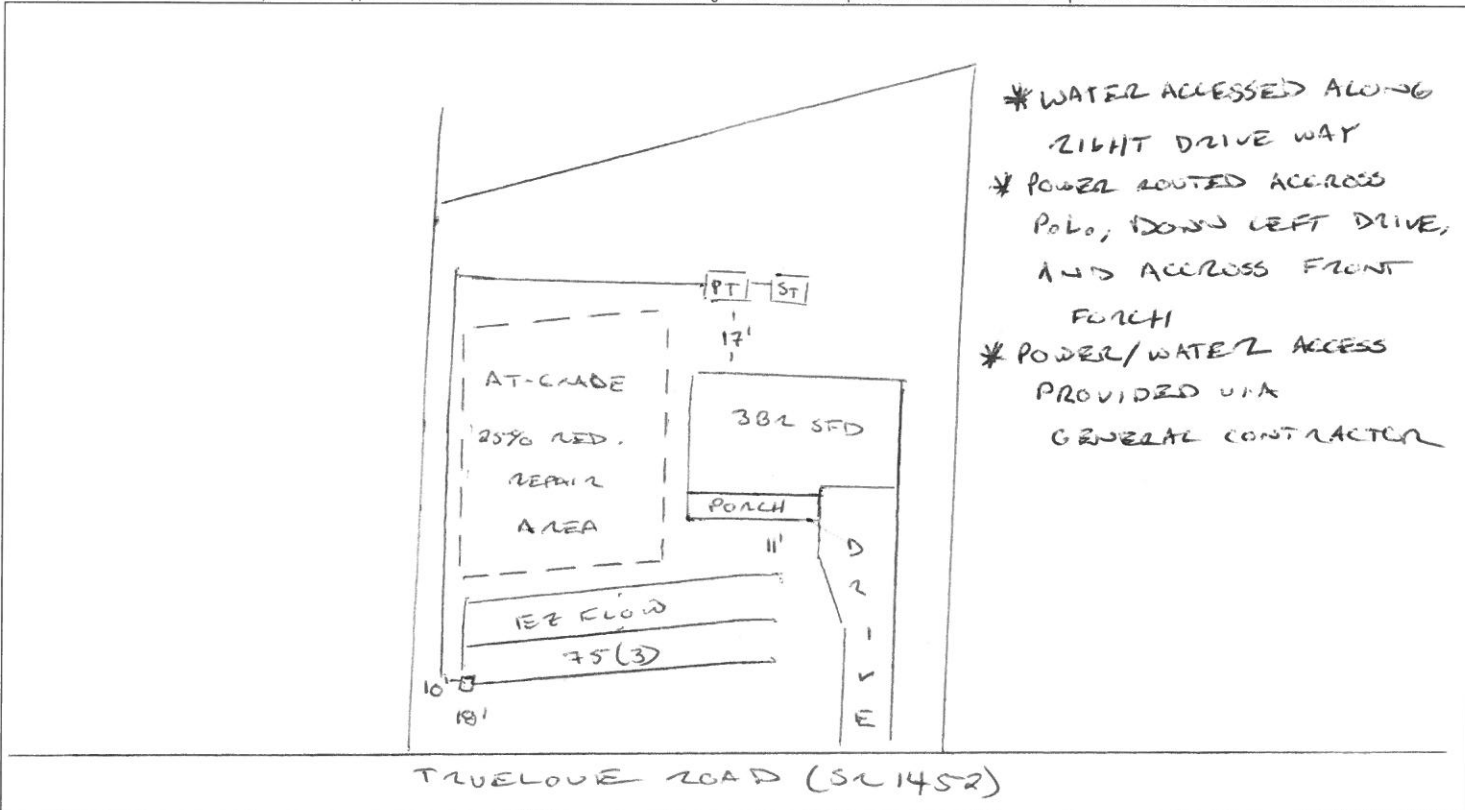 * WATER ACCESSED ALONG
RIGHT DRIVE WAY
* POWER ROUTED ACCROSS
DOWN LEFT DRIVE,
AND ACCROSS FRONT
PORCH
* POWER/WATER ACCESS
PROVIDED VIA
GENERAL CONTRACTOR
PT
ST
17'
AT-GRADE
25% RED.
REPAIR
AREA
3BR SFD
PORCH
11'
DRIVE
EZ FLOW
75(3)
10'
18'
TRUELOVE ROAD (SR 1452)